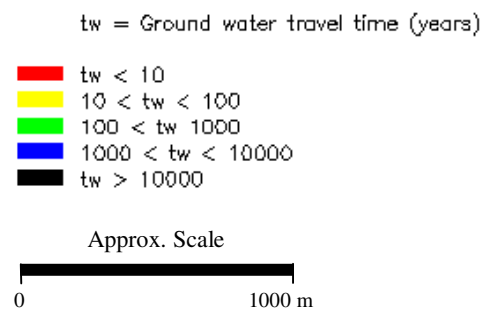 tw = Ground water travel time (years)
tw < 10
10 < tw < 100
100 < tw 1000
1000 < tw < 10000
tw > 10000
Approx. Scale
0 1000 m